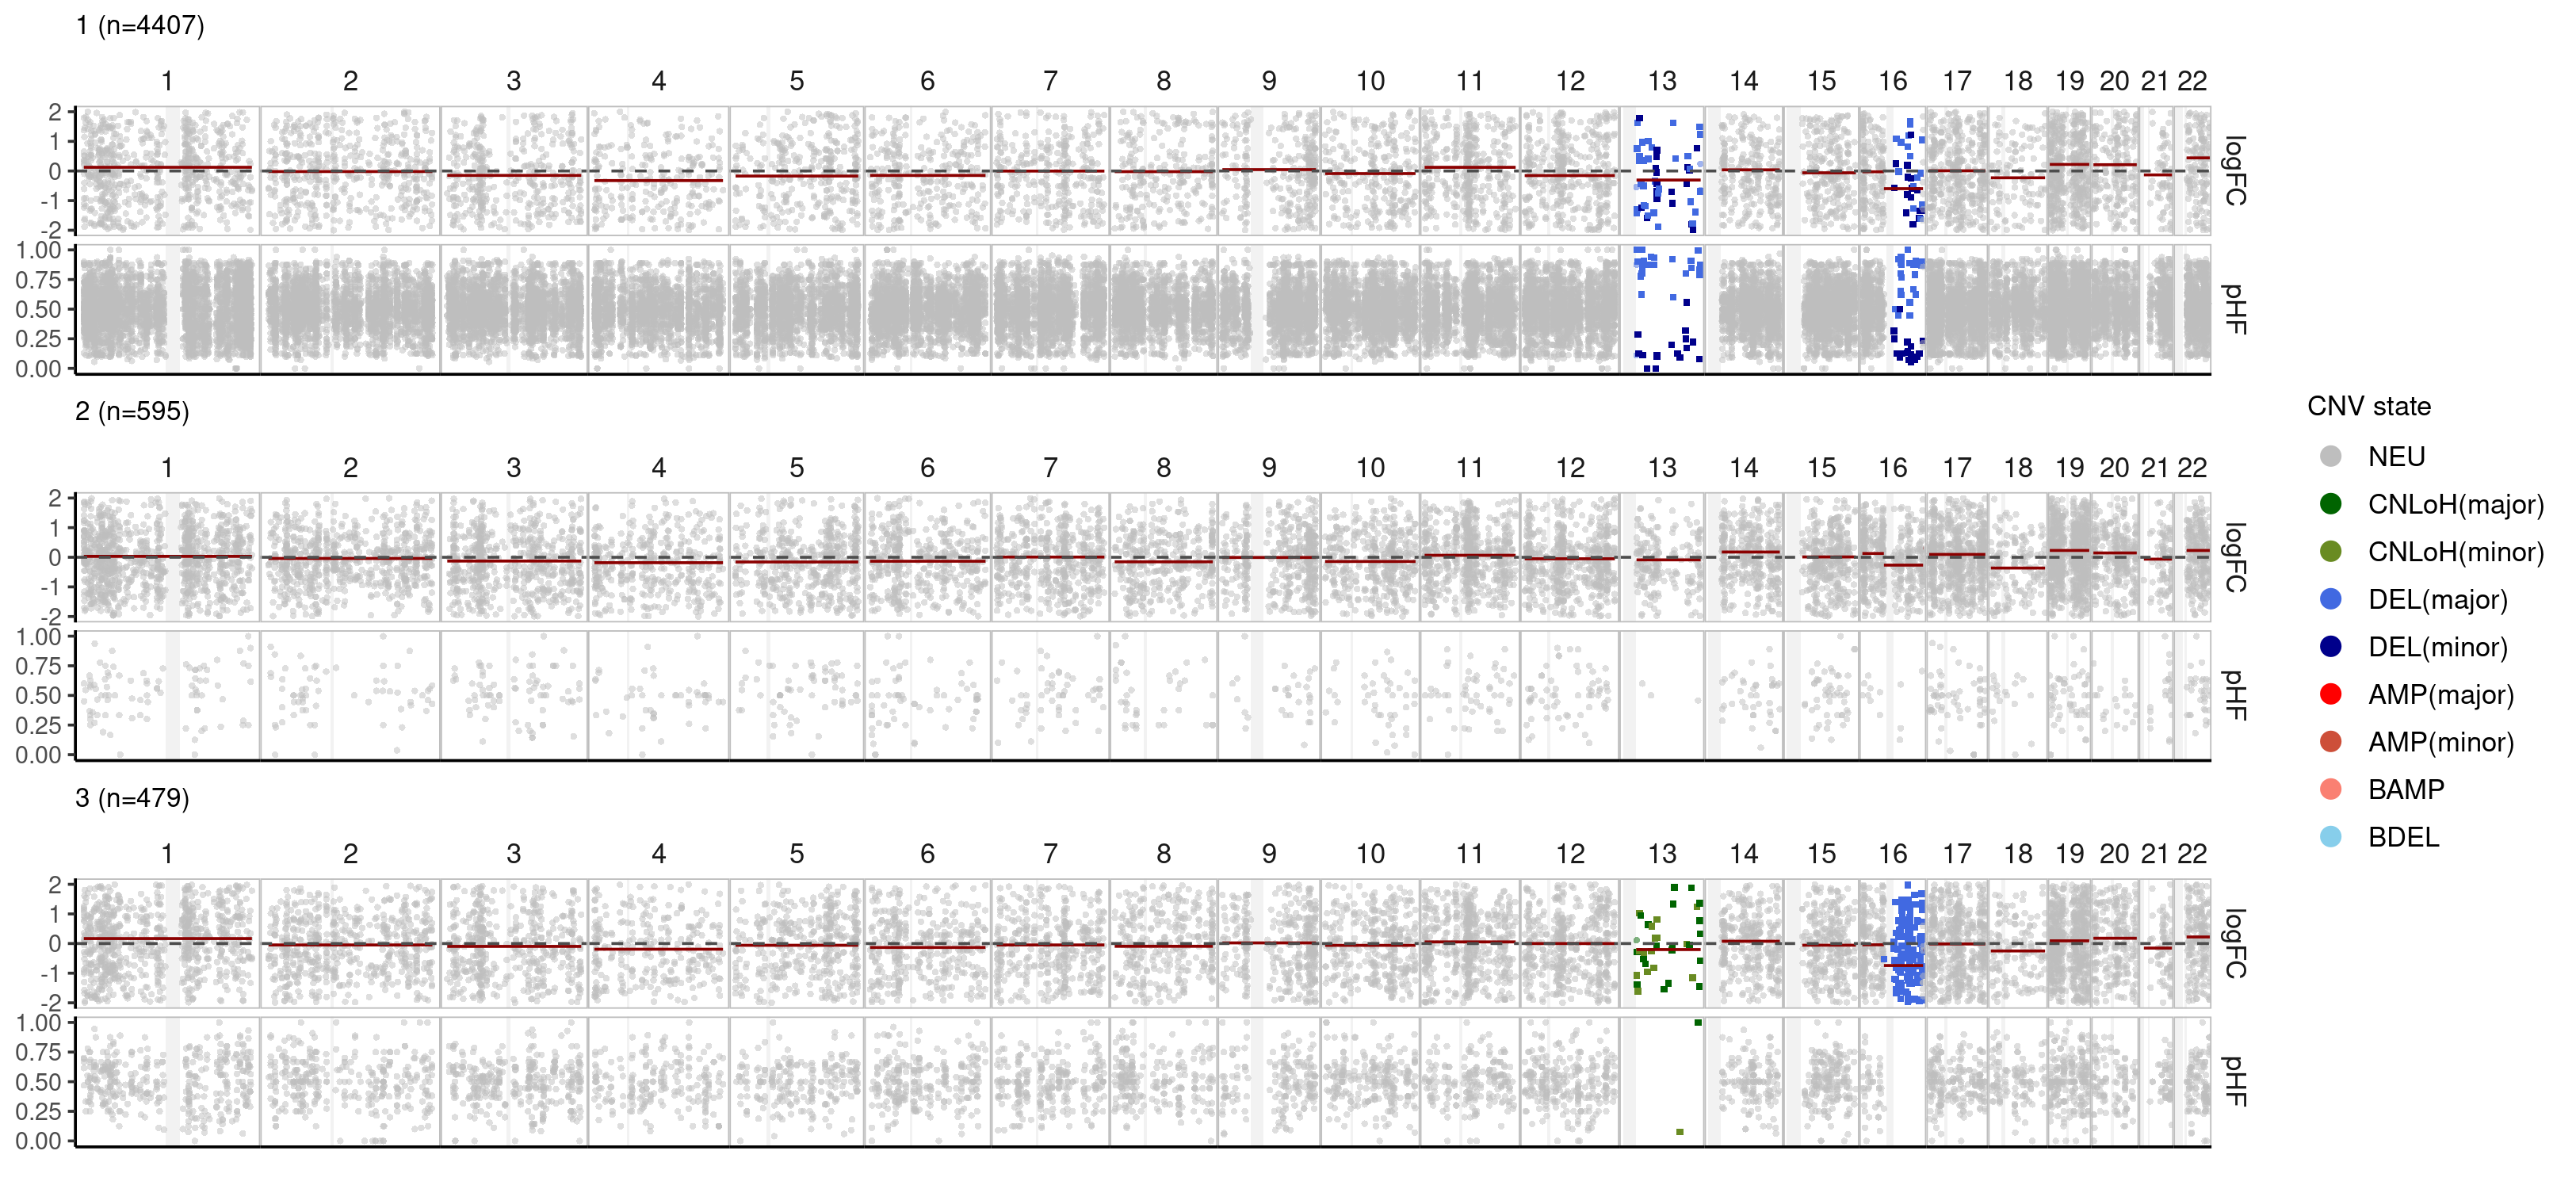 1 (n=4407)
1 2 3 4 5 6 7 8 9 10 11 12 13 14 15 16 17 18 19 20 21 22
2
1
0
-1
-2
logFC
1.00
0.75
0.50
0.25
0.00
pHF
2 (n=595)
1 2 3 4 5 6 7 8 9 10 11 12 13 14 15 16 17 18 19 20 21 22
2
1
0
-1
-2
logFC
1.00
0.75
0.50
0.25
0.00
pHF
3 (n=479)
1 2 3 4 5 6 7 8 9 10 11 12 13 14 15 16 17 18 19 20 21 22
2
1
0
-1
-2
logFC
1.00
0.75
0.50
0.25
0.00
pHF
CNV state
NEU
CNLoH(major)
CNLoH(minor)
DEL(major)
DEL(minor)
AMP(major)
AMP(minor)
BAMP
BDEL